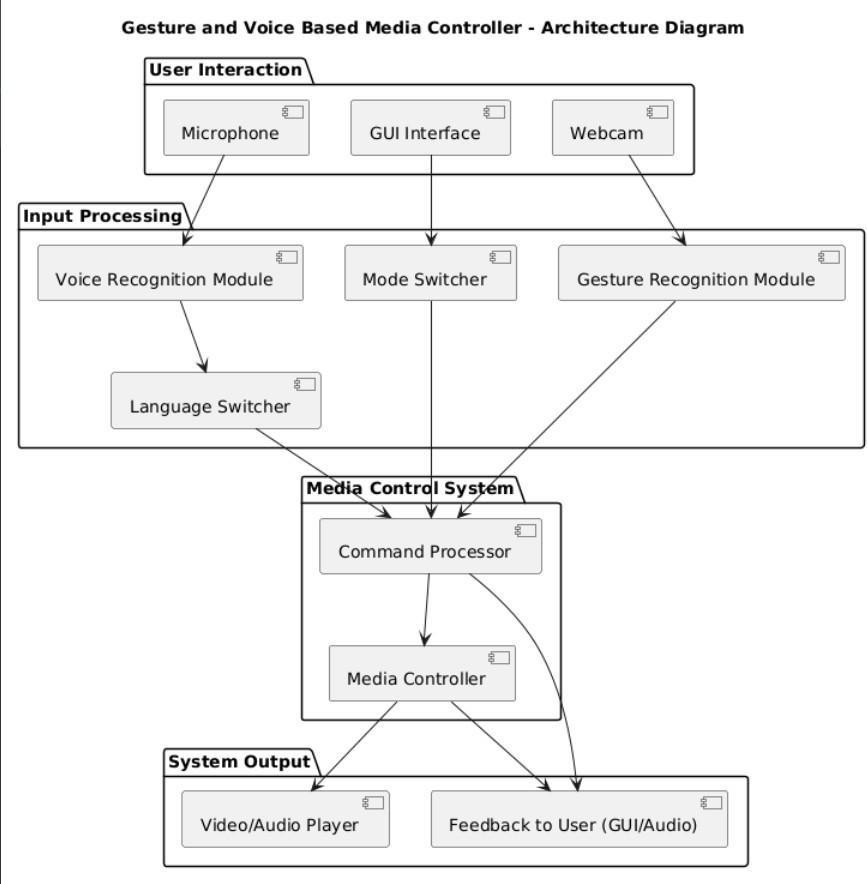 Gesture and Voice Based Media Controller - Architecture Diagram
User Interaction
Microphone
GUI Interface
Webcam
Input Processing
Voice Recognition Module
Mode Switcher
Gesture Recognition Module
Language Switcher
Media Control System
Command Processor
Media Controller
System Output
Video/Audio Player
Feedback to User (GUI/Audio)